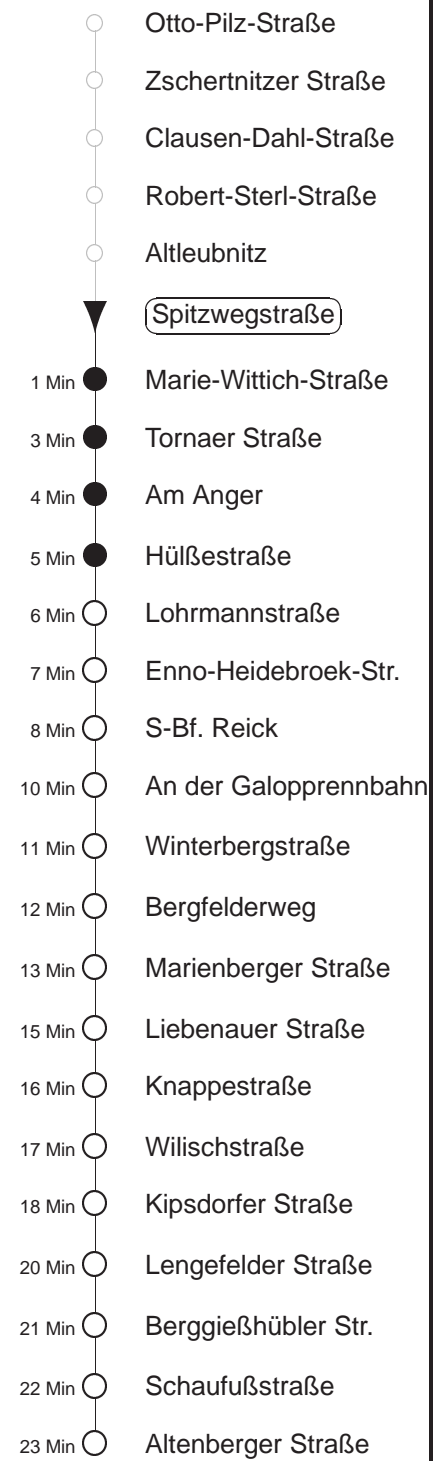 Otto-Pilz-Straße
Zschertnitzer Straße
Clausen-Dahl-Straße
Robert-Sterl-Straße
Altleubnitz
Spitzwegstraße
1 Min Marie-Wittich-Straße
3 Min Tornaer Straße
4 Min Am Anger
5 Min Hülßestraße
6 Min Lohrmannstraße
7 Min Enno-Heidebroek-Str.
8 Min S-Bf. Reick
10 Min An der Galopprennbahn
11 Min Winterbergstraße
12 Min Bergfelderweg
13 Min Marienberger Straße
15 Min Liebenauer Straße
16 Min Knappestraße
17 Min Wilischstraße
18 Min Kipsdorfer Straße
20 Min Lengefelder Straße
21 Min Berggießhübler Str.
22 Min Schaufußstraße
23 Min Altenberger Straße